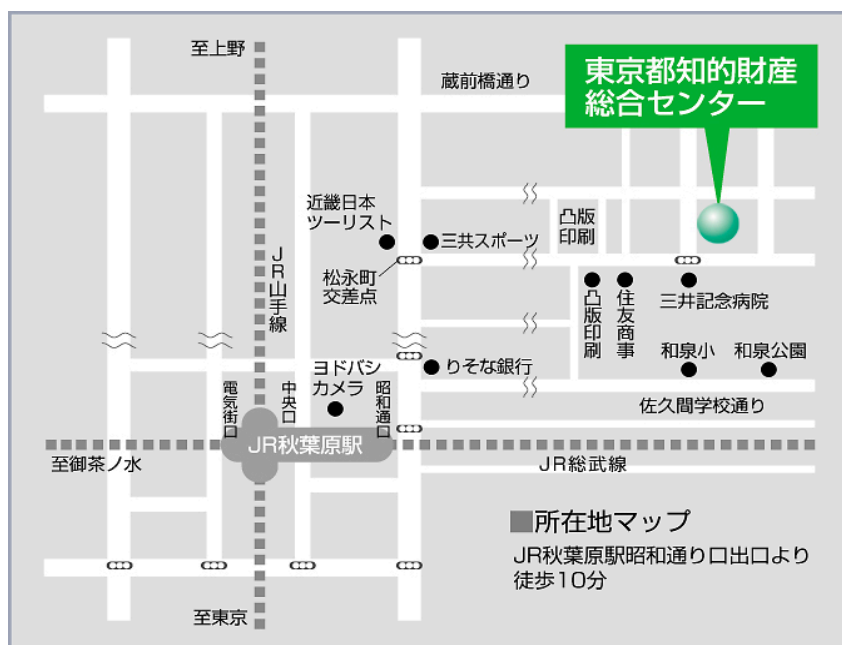 至上野
蔵前橋通り
東京都知的財産
総合センター
近畿日本
ツーリスト
三共スポーツ
凸版
印刷
JR山手線
松永町
交差点
凸版印刷
住友商事
三井記念病院
ヨドバシ
カメラ
りそな銀行
和泉小
和泉公園
電気街口
中央口
昭和通口
佐久間学校通り
JR秋葉原駅
至御茶ノ水
JR総武線
所在地マップ
JR秋葉原駅昭和通り口出口より
徒歩10分
至東京